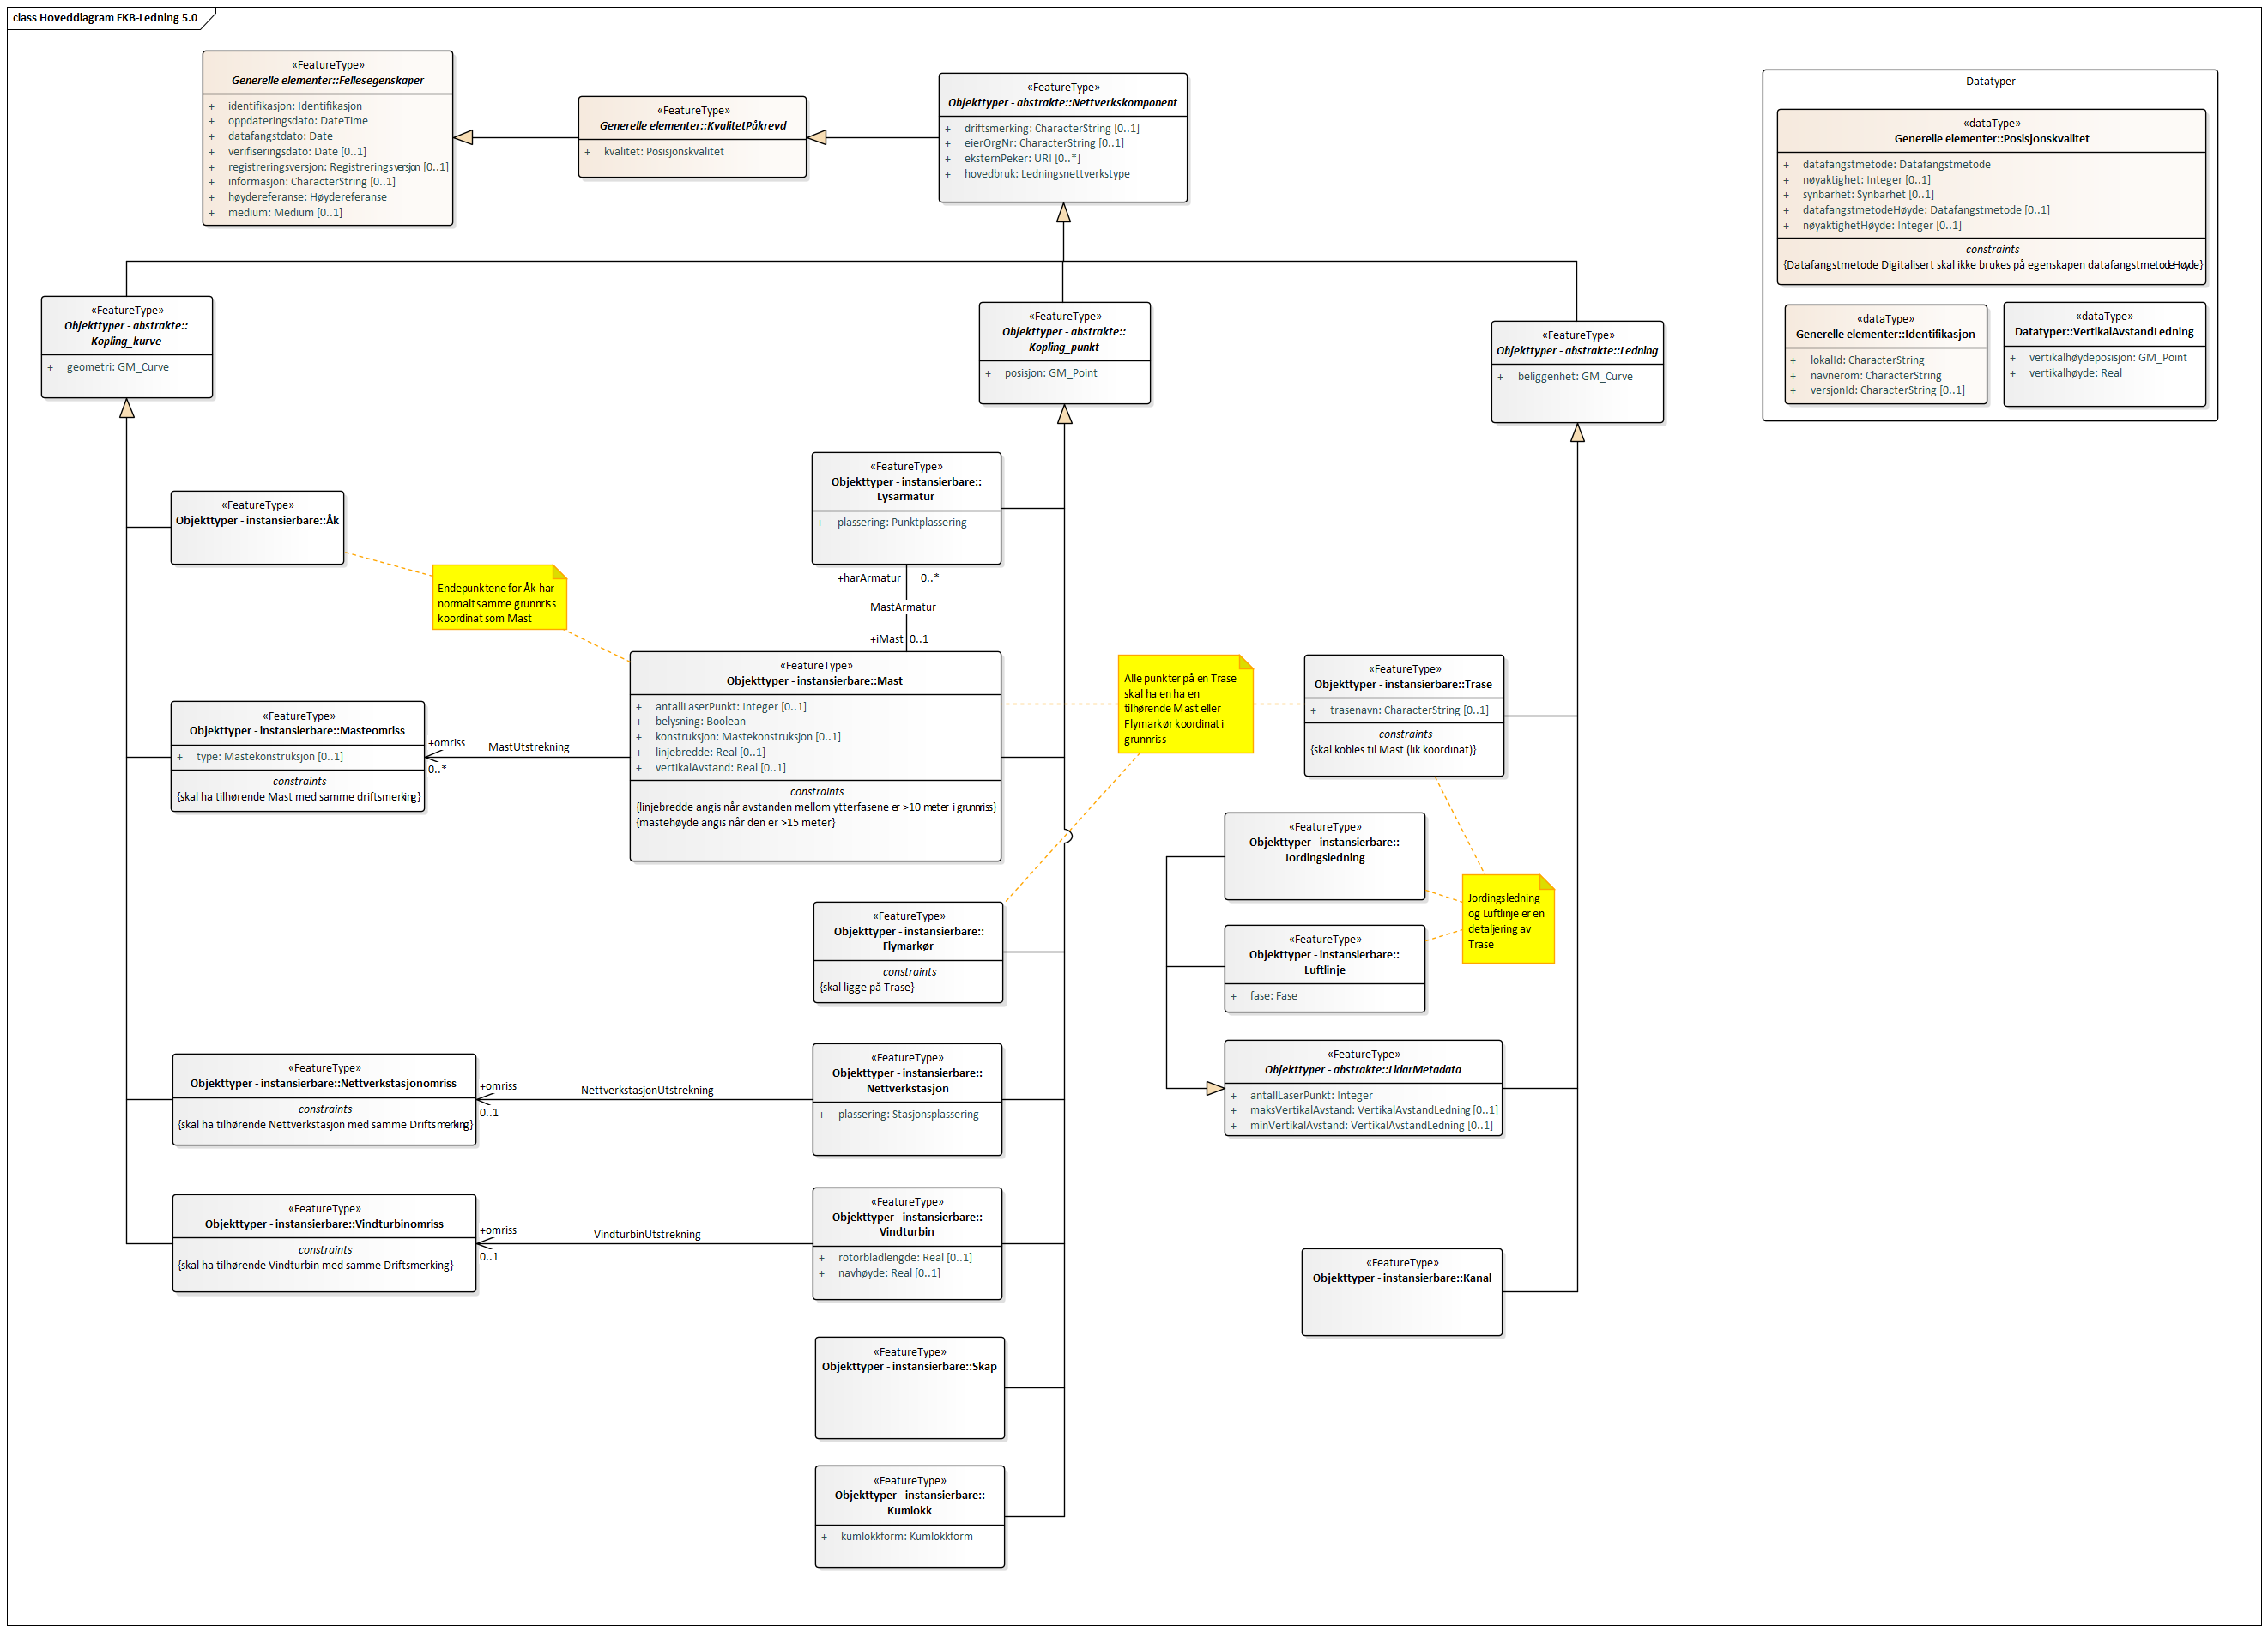 class Hoveddiagram FKB-Ledning 5.0
«FeatureType»
Generelle elementer::Fellesegenskaper
+ identifikasjon: Identifikasjon
+ oppdateringsdato: DateTime
+ datafangstdato: Date
+ verifiseringsdato: Date [0..1]
+ registreringsversjon: Registreringsversjon [0..1]
+ informasjon: CharacterString [0..1]
+ høydereferanse: Høydereferanse
+ medium: Medium [0..1]
«FeatureType»
Generelle elementer::KvalitetPåkrevd
+ kvalitet: Posisjonskvalitet
«FeatureType»
Objekttyper - abstrakte::Nettverkskomponent
+ driftsmerking: CharacterString [0..1]
+ eierOrgNr: CharacterString [0..1]
+ eksternPeker: URI [0..*]
+ hovedbruk: Ledningsnettverkstype
Datatyper
«dataType»
Generelle elementer::Posisjonskvalitet
+ datafangstmetode: Datafangstmetode
+ nøyaktighet: Integer [0..1]
+ synbarhet: Synbarhet [0..1]
+ datafangstmetodeHøyde: Datafangstmetode [0..1]
+ nøyaktighetHøyde: Integer [0..1]
constraints
{Datafangstmetode Digitalisert skal ikke brukes på egenskapen datafangstmetodeHøyde}
«dataType»
Generelle elementer::Identifikasjon
+ lokalId: CharacterString
+ navnerom: CharacterString
+ versjonId: CharacterString [0..1]
«dataType»
Datatyper::VertikalAvstandLedning
+ vertikalhøydeposisjon: GM_Point
+ vertikalhøyde: Real
«FeatureType»
Objekttyper - abstrakte::
Kopling_kurve
+ geometri: GM_Curve
«FeatureType»
Objekttyper - abstrakte::
Kopling_punkt
+ posisjon: GM_Point
«FeatureType»
Objekttyper - abstrakte::Ledning
+ beliggenhet: GM_Curve
«FeatureType»
Objekttyper - instansierbare::
Lysarmatur
+ plassering: Punktplassering
«FeatureType»
Objekttyper - instansierbare::Åk
Endepunktene for Åk har
normalt samme grunnriss
koordinat som Mast
+harArmatur 0..*
MastArmatur
+iMast 0..1
«FeatureType»
Objekttyper - instansierbare::Mast
+ antallLaserPunkt: Integer [0..1]
+ belysning: Boolean
+ konstruksjon: Mastekonstruksjon [0..1]
+ linjebredde: Real [0..1]
+ vertikalAvstand: Real [0..1]
constraints
{linjebredde angis når avstanden mellom ytterfasene er >10 meter i grunnriss}
{mastehøyde angis når den er >15 meter}
Alle punkter på en Trase
skal ha en ha en
tilhørende Mast eller
Flymarkør koordinat i
grunnriss
«FeatureType»
Objekttyper - instansierbare::Trase
+ trasenavn: CharacterString [0..1]
constraints
{skal kobles til Mast (lik koordinat)}
«FeatureType»
Objekttyper - instansierbare::Masteomriss
+ type: Mastekonstruksjon [0..1]
constraints
{skal ha tilhørende Mast med samme driftsmerking}
+omriss
0..*
MastUtstrekning
«FeatureType»
Objekttyper - instansierbare::
Jordingsledning
Jordingsledning
og Luftlinje er en
detaljering av
Trase
«FeatureType»
Objekttyper - instansierbare::
Flymarkør
constraints
{skal ligge på Trase}
«FeatureType»
Objekttyper - instansierbare::
Luftlinje
+ fase: Fase
«FeatureType»
Objekttyper - abstrakte::LidarMetadata
+ antallLaserPunkt: Integer
+ maksVertikalAvstand: VertikalAvstandLedning [0..1]
+ minVertikalAvstand: VertikalAvstandLedning [0..1]
«FeatureType»
Objekttyper - instansierbare::Nettverkstasjonomriss
constraints
{skal ha tilhørende Nettverkstasjon med samme Driftsmerking}
+omriss
0..1
NettverkstasjonUtstrekning
«FeatureType»
Objekttyper - instansierbare::
Nettverkstasjon
+ plassering: Stasjonsplassering
«FeatureType»
Objekttyper - instansierbare::Vindturbinomriss
constraints
{skal ha tilhørende Vindturbin med samme Driftsmerking}
+omriss
0..1
VindturbinUtstrekning
«FeatureType»
Objekttyper - instansierbare::
Vindturbin
+ rotorbladlengde: Real [0..1]
+ navhøyde: Real [0..1]
«FeatureType»
Objekttyper - instansierbare::Kanal
«FeatureType»
Objekttyper - instansierbare::Skap
«FeatureType»
Objekttyper - instansierbare::
Kumlokk
+ kumlokkform: Kumlokkform